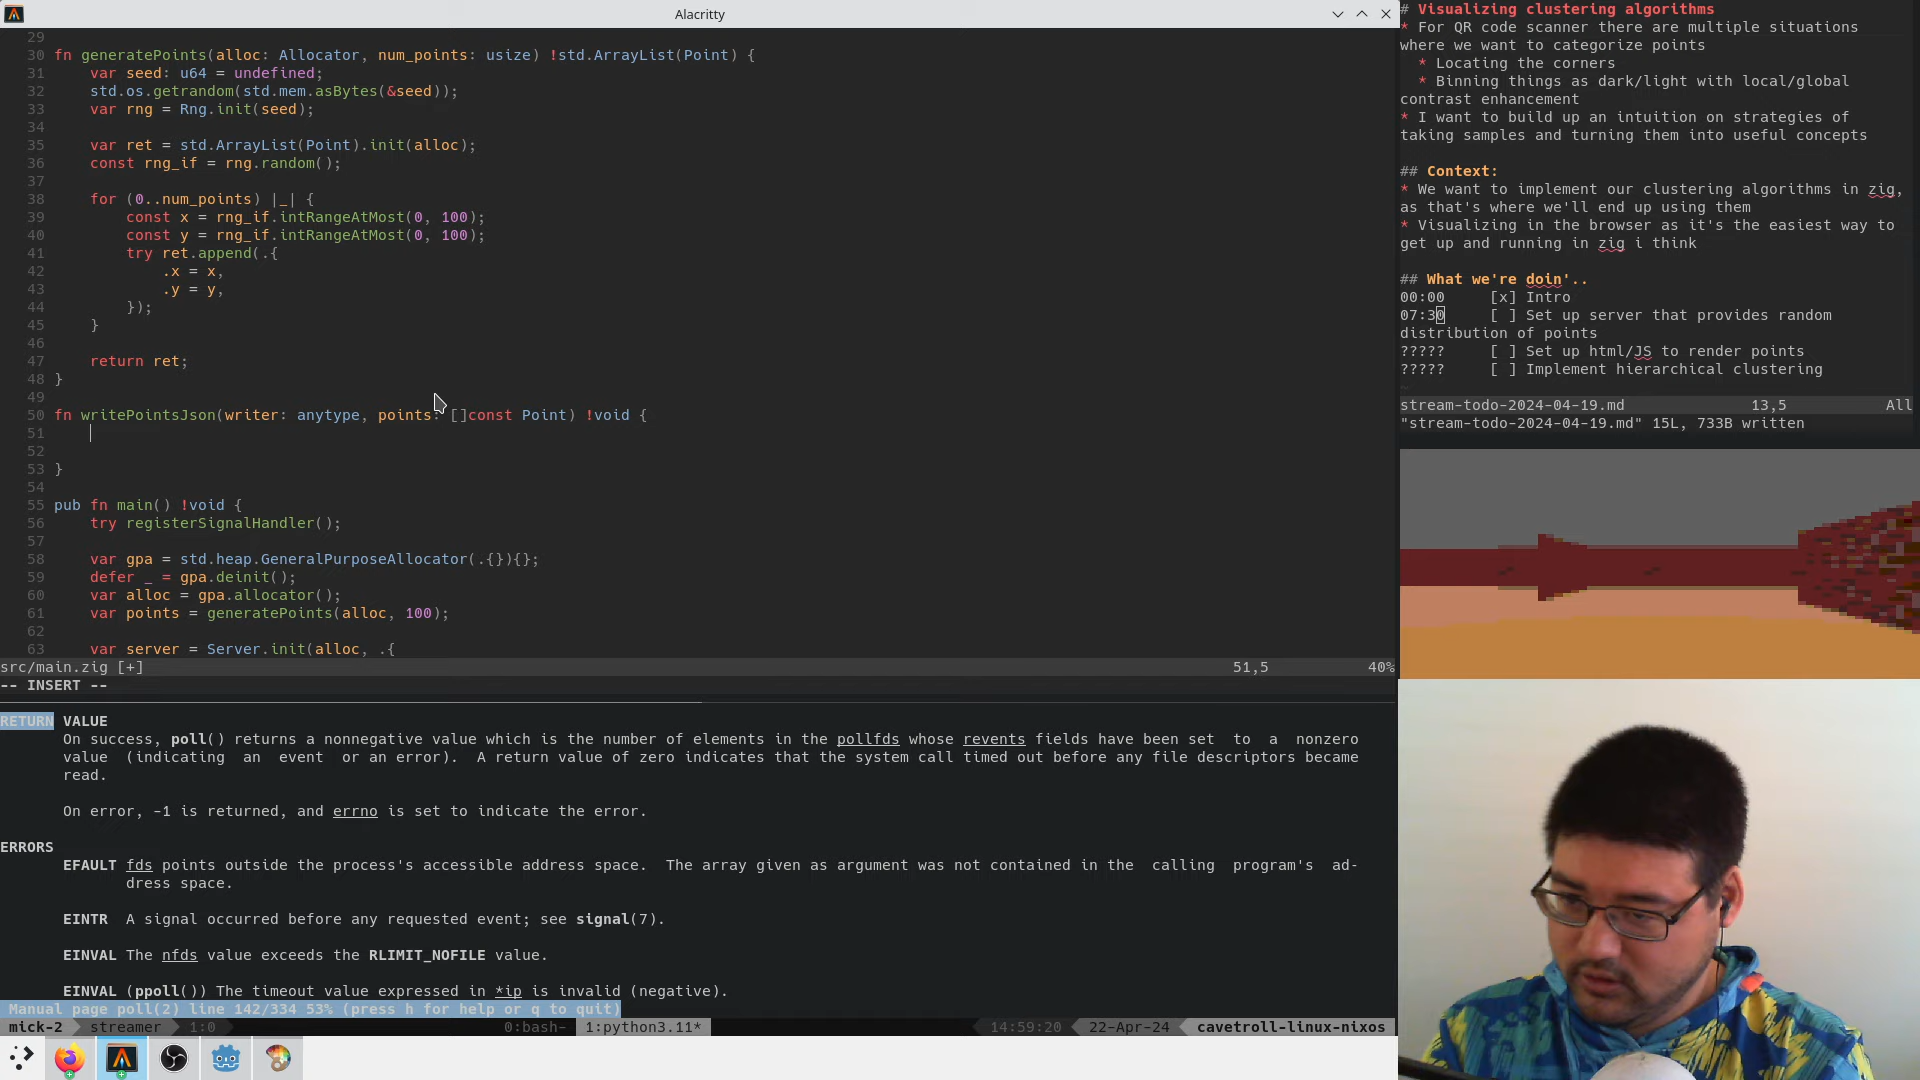 Alacritty
29
30 fn generatePoints(alloc: Allocator, num_points: usize) !std.ArrayList(Point) {
31     var seed: u64 = undefined;
32     std.os.getrandom(std.mem.asBytes(&seed));
33     var rng = Rng.init(seed);
34
35     var ret = std.ArrayList(Point).init(alloc);
36     const rng_if = rng.random();
37
38     for (0..num_points) |_| {
39         const x = rng_if.intRangeAtMost(0, 100);
40         const y = rng_if.intRangeAtMost(0, 100);
41         try ret.append(.{
42             .x = x,
43             .y = y,
44         });
45     }
46
47     return ret;
48 }
49
50 fn writePointsJson(writer: anytype, points: []const Point) !void {
51
52
53 }
54
55 pub fn main() !void {
56     try registerSignalHandler();
57
58     var gpa = std.heap.GeneralPurposeAllocator(.{}){};
59     defer _ = gpa.deinit();
60     var alloc = gpa.allocator();
61     var points = generatePoints(alloc, 100);
62
63     var server = Server.init(alloc, .{
src/main.zig [+] 51,5 40%
-- INSERT --
RETURN VALUE
On success, poll() returns a nonnegative value which is the number of elements in the pollfds whose revents fields have been set to a nonzero
value (indicating an event or an error). A return value of zero indicates that the system call timed out before any file descriptors became
read.
On error, -1 is returned, and errno is set to indicate the error.
ERRORS
EFAULT fds points outside the process's accessible address space. The array given as argument was not contained in the calling program's ad-
dress space.
EINTR A signal occurred before any requested event; see signal(7).
EINVAL The nfds value exceeds the RLIMIT_NOFILE value.
EINVAL (ppoll()) The timeout value expressed in *ip is invalid (negative).
Manual page poll(2) line 142/334 53% (press h for help or q to quit)
mick-2 streamer 1:0 0:bash- 1:python3.11* 14:59:20 22-Apr-24 cavetroll-linux-nixos
# Visualizing clustering algorithms
* For QR code scanner there are multiple situations
where we want to categorize points
* Locating the corners
* Binning things as dark/light with local/global
contrast enhancement
* I want to build up an intuition on strategies of
taking samples and turning them into useful concepts
## Context:
* We want to implement our clustering algorithms in zig,
as that's where we'll end up using them
* Visualizing in the browser as it's the easiest way to
get up and running in zig i think
## What we're doin'..
00:00 [x] Intro
07:30 [ ] Set up server that provides random
distribution of points
????? [ ] Set up html/JS to render points
????? [ ] Implement hierarchical clustering
~
stream-todo-2024-04-19.md 13,5 All
"stream-todo-2024-04-19.md" 15L, 733B written